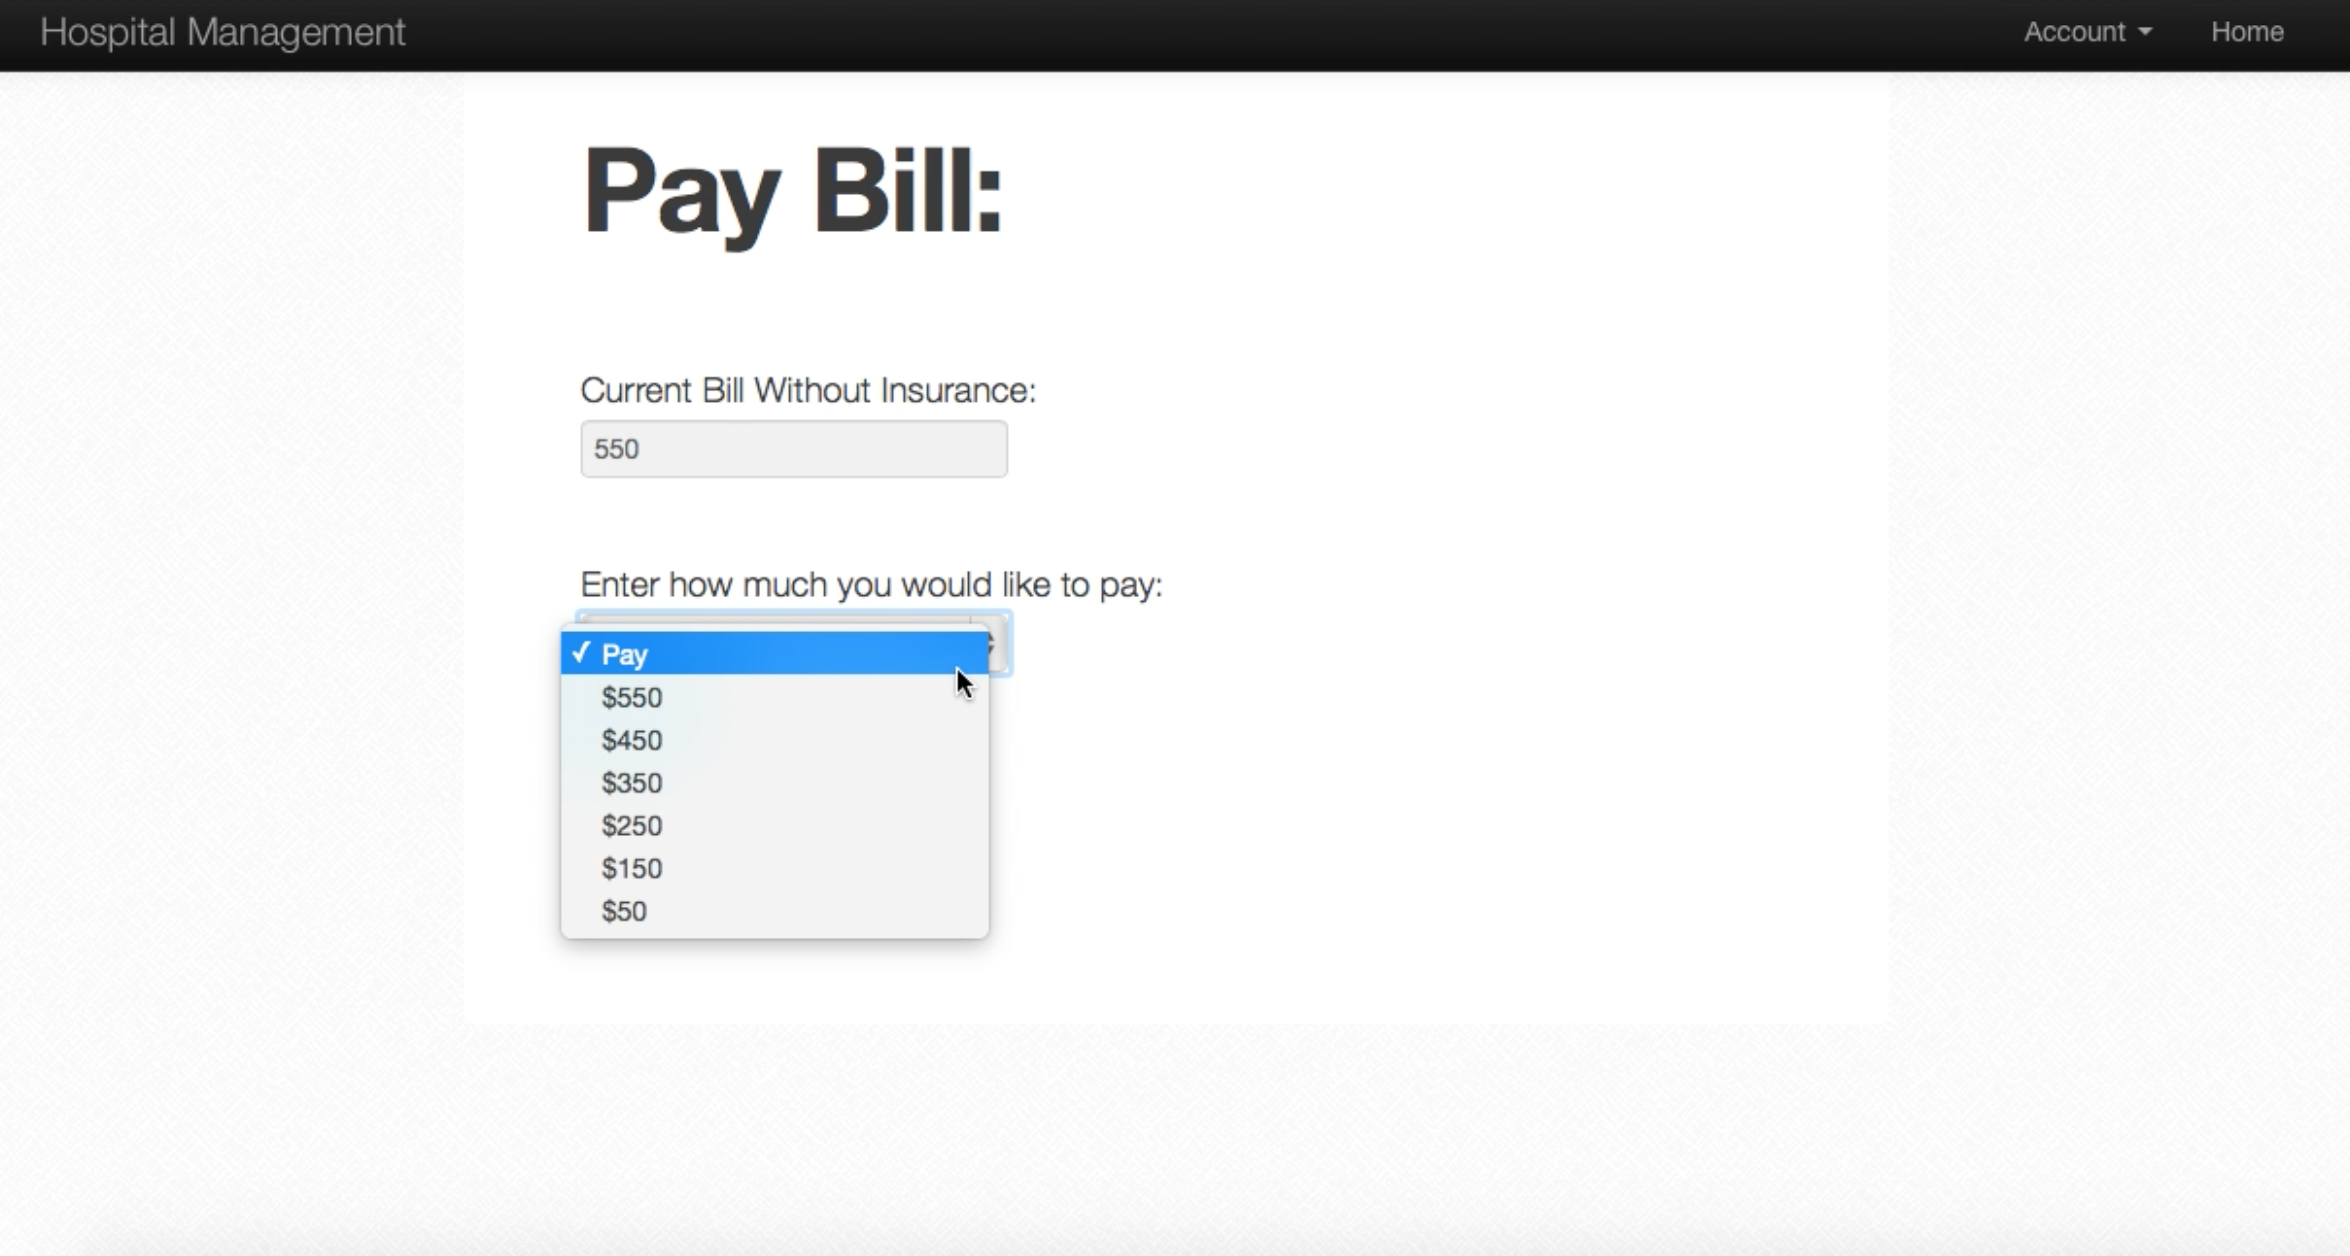 Hospital Management
Account
Home
Pay Bill:
Current Bill Without Insurance:
550
Enter how much you would like to pay:
Pay
$550
$450
$350
$250
$150
$50